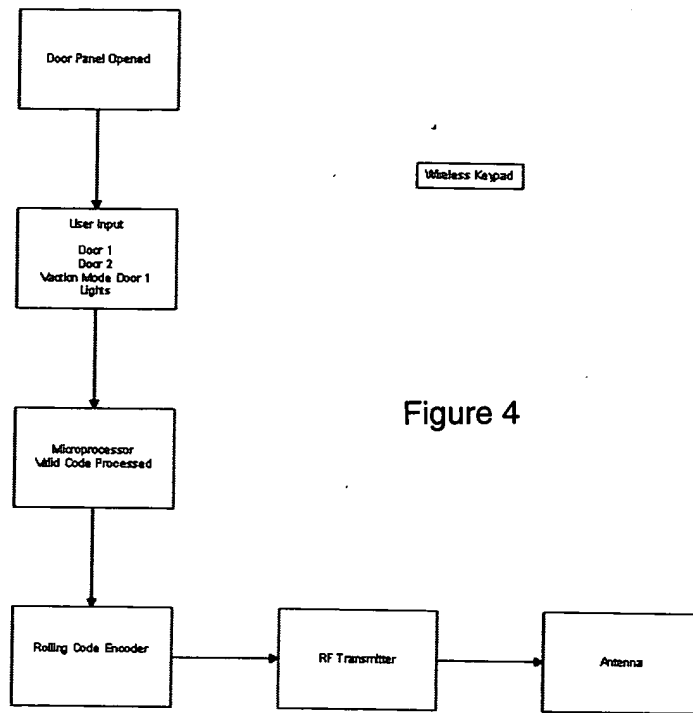 Door Panel Opened
Wireless Keypad
User Input
Door 1
Door 2
Vaction Mode Door 1
Lights
Figure 4
Microprocessor
Valid Code Processed
Rolling Code Encoder
RF Transmitter
Antenna